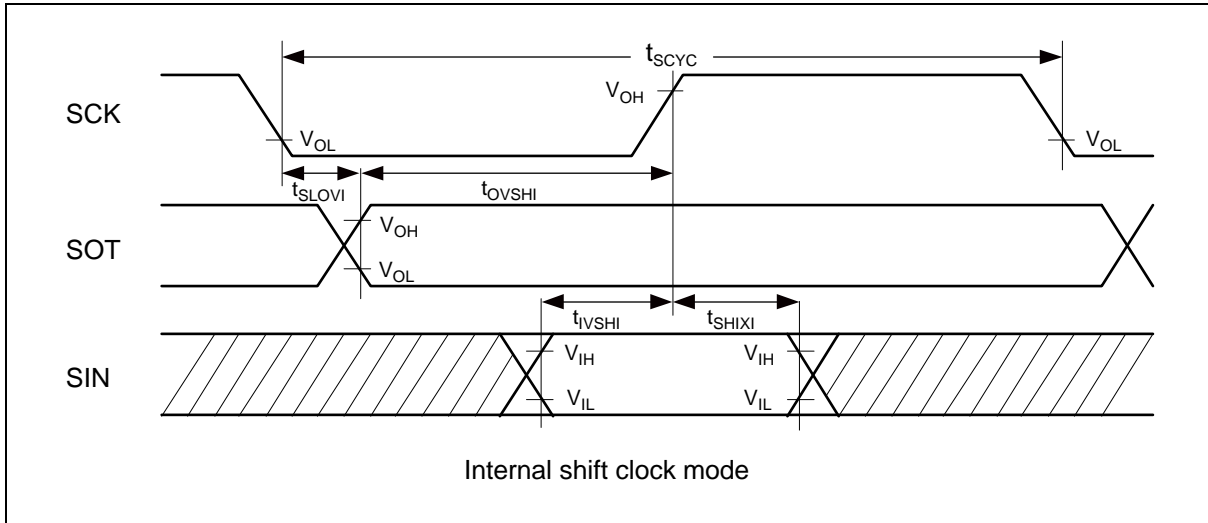 tSCYC
SCK
VOH
VOL
VOL
tSLOVI
tOVSHI
SOT
VOH
VOL
tIVSHI
tSHIXI
SIN
VIH
VIH
VIL
VIL
Internal shift clock mode